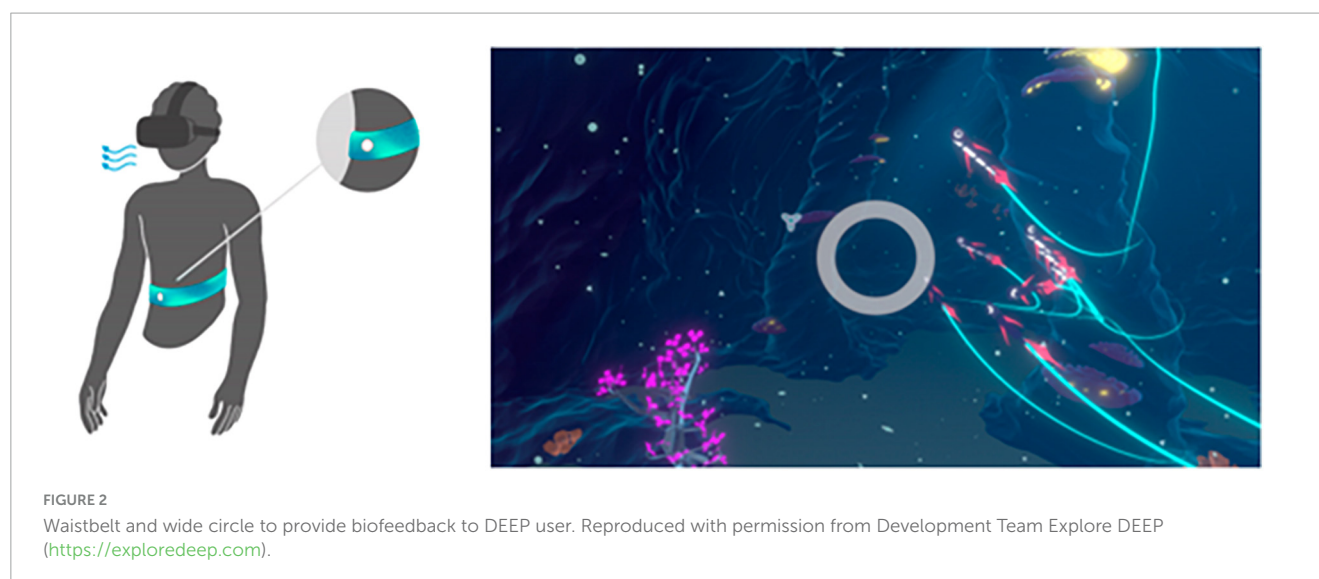 FIGURE 2
Waistbelt and wide circle to provide biofeedback to DEEP user. Reproduced with permission from Development Team Explore DEEP
(https://exploredeep.com).